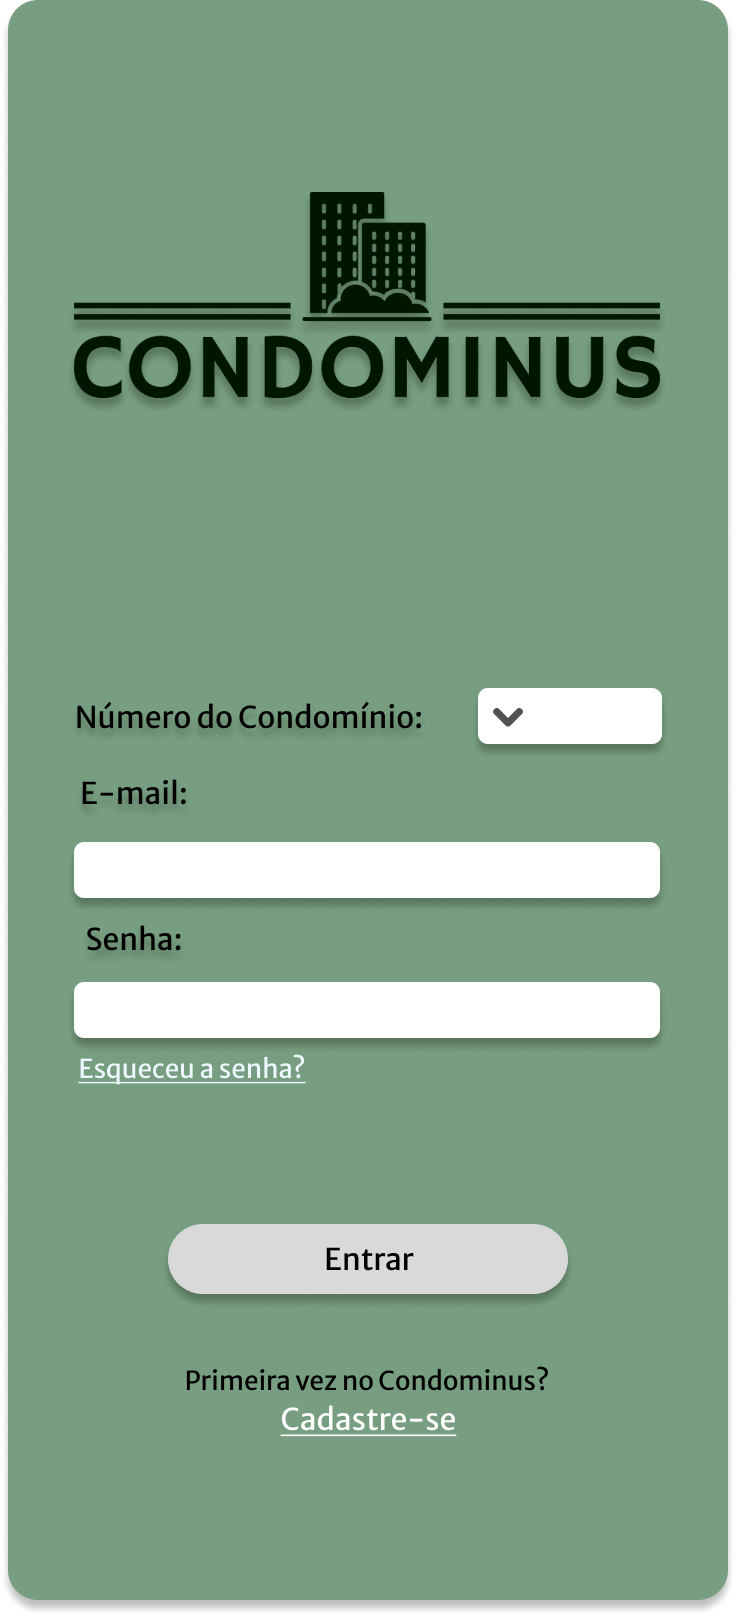 CONDOMINUS
Número do Condomínio:
E-mail:
Senha:
Esqueceu a senha?
Entrar
Primeira vez no Condominus?
Cadastre-se